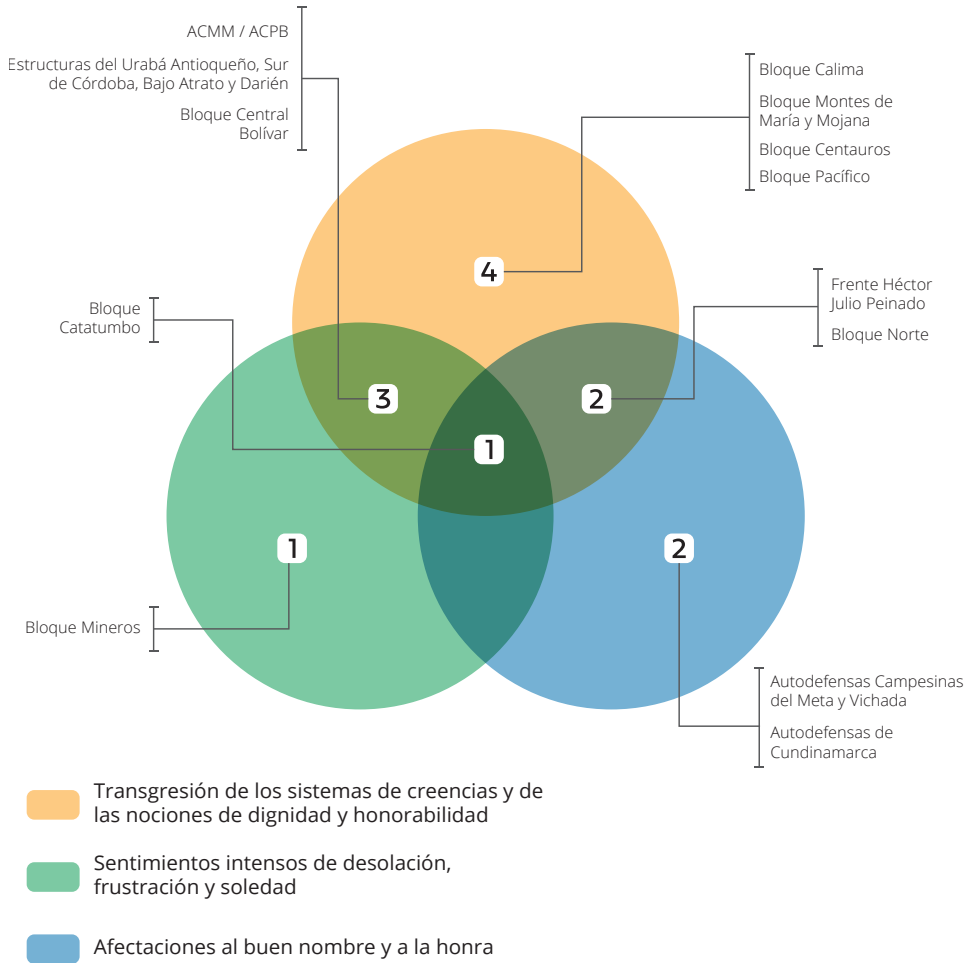 ACMM / ACPB
Estructuras del Urabá Antioqueño, Sur
de Córdoba, Bajo Atrato y Darién
Bloque Central
Bolívar
Bloque Calima
Bloque Montes de
María y Mojana
Bloque Centauros
Bloque Pacífico
4
Bloque
Catatumbo
Frente Héctor
Julio Peinado
Bloque Norte
3
2
1
1
2
Bloque Mineros
Autodefensas Campesinas
del Meta y Vichada
Autodefensas de
Cundinamarca
Transgresión de los sistemas de creencias y de
las nociones de dignidad y honorabilidad
Sentimientos intensos de desolación,
frustración y soledad
Afectaciones al buen nombre y a la honra